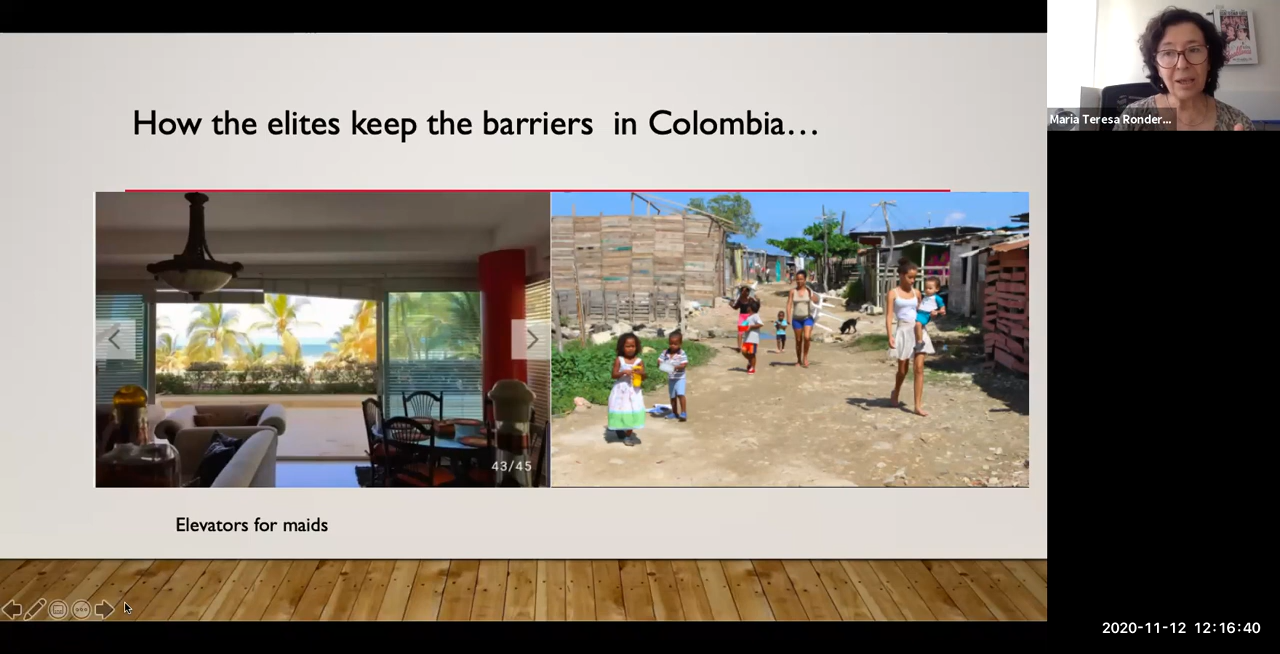 How the elites keep the barriers in Colombia...
43/45
Elevators for maids
Maria Teresa Ronder...
2020-11-12 12:16:40